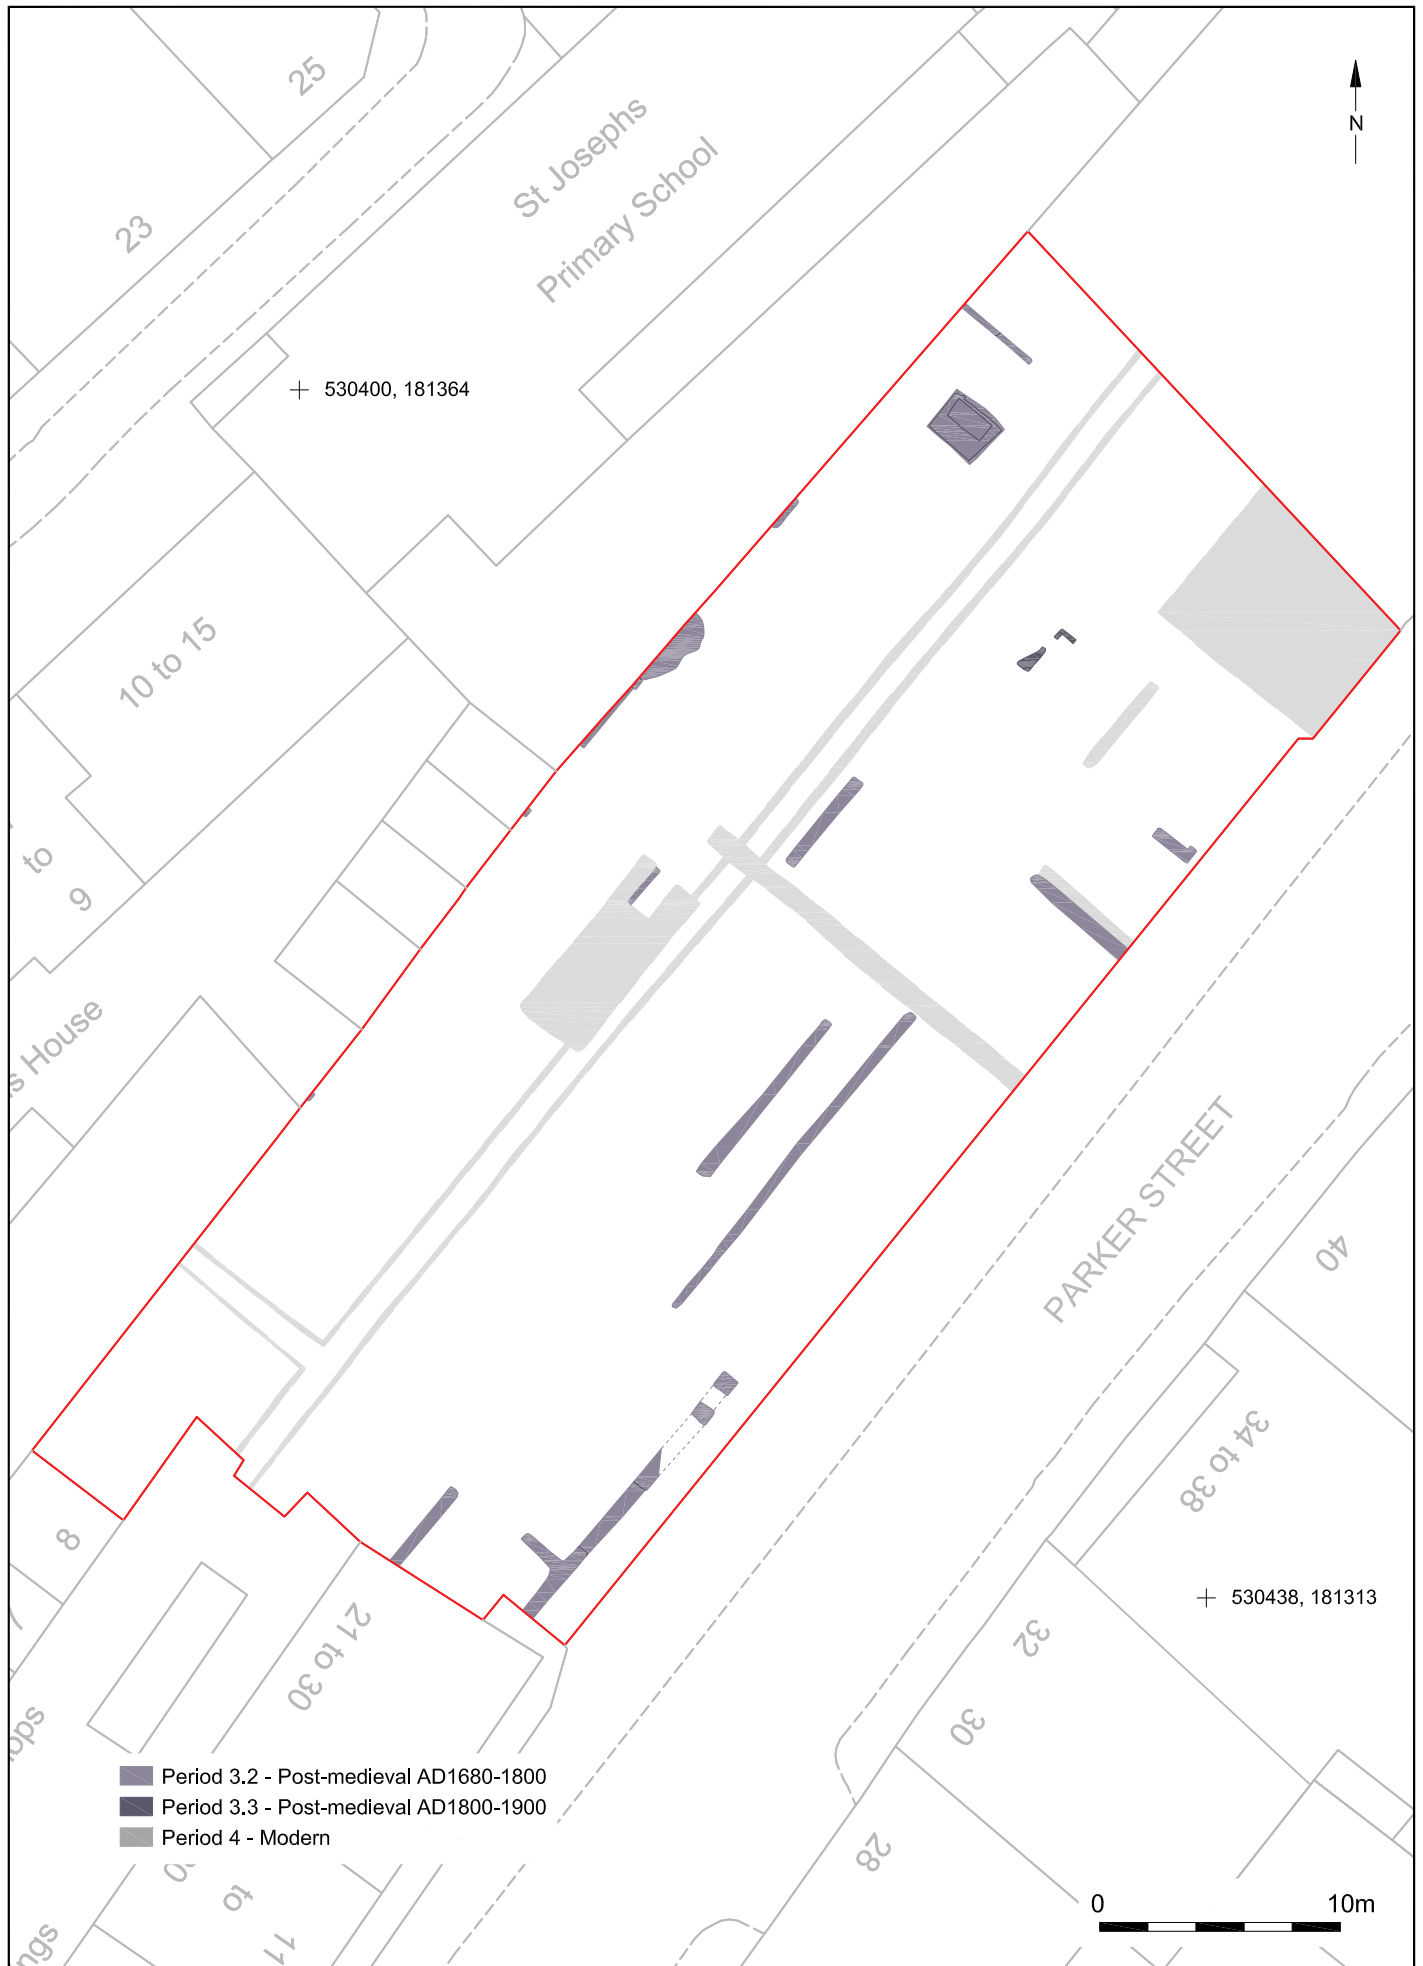 25
St Josephs
Primary School
N
23
530400, 181364
10 to 15
to
9
s House
PARKER STREET
40
34 to 38
8
530438, 181313
32
21 to 30
30
Period 3.2 - Post-medieval AD1680-1800
Period 3.3 - Post-medieval AD1800-1900
Period 4 - Modern
28
to
11
ngs
0 10m